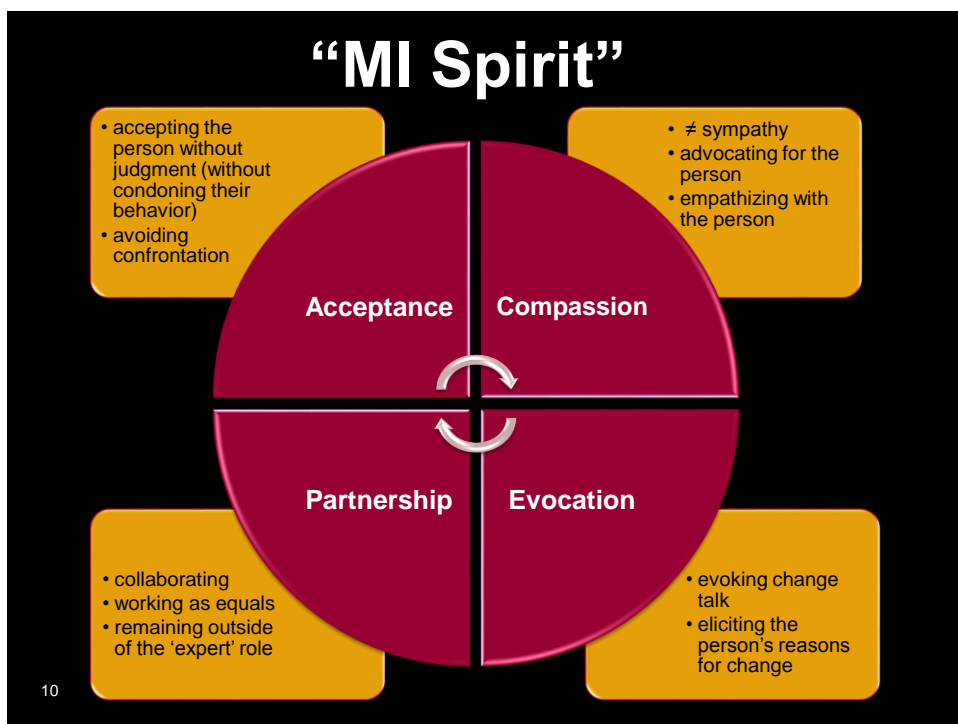 “MI Spirit”
• accepting the
person without
judgment (without
condoning their
behavior)
• avoiding
confrontation
• ≠ sympathy
• advocating for the
person
• empathizing with
the person
Acceptance
Compassion
Partnership
Evocation
• collaborating
• working as equals
• remaining outside
of the ‘expert’ role
• evoking change
talk
• eliciting the
person’s reasons
for change
10